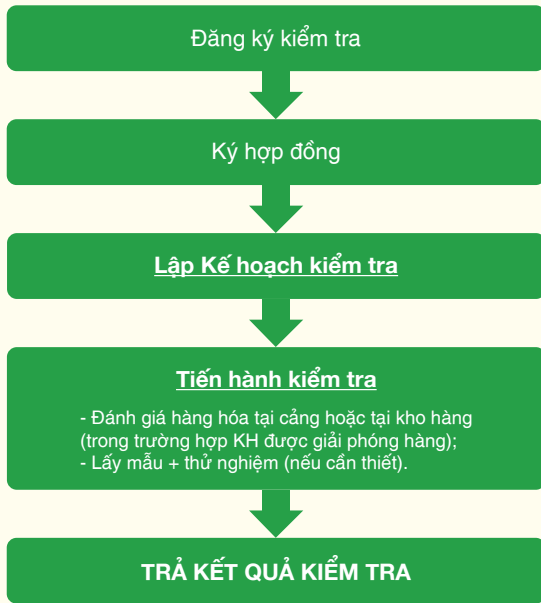 Đăng ký kiểm tra
Ký hợp đồng
Lập Kế hoạch kiểm tra
Tiến hành kiểm tra
- Đánh giá hàng hóa tại cảng hoặc tại kho hàng
(trong trường hợp KH được giải phóng hàng);
- Lấy mẫu + thử nghiệm (nếu cần thiết).
TRẢ KẾT QUẢ KIỂM TRA